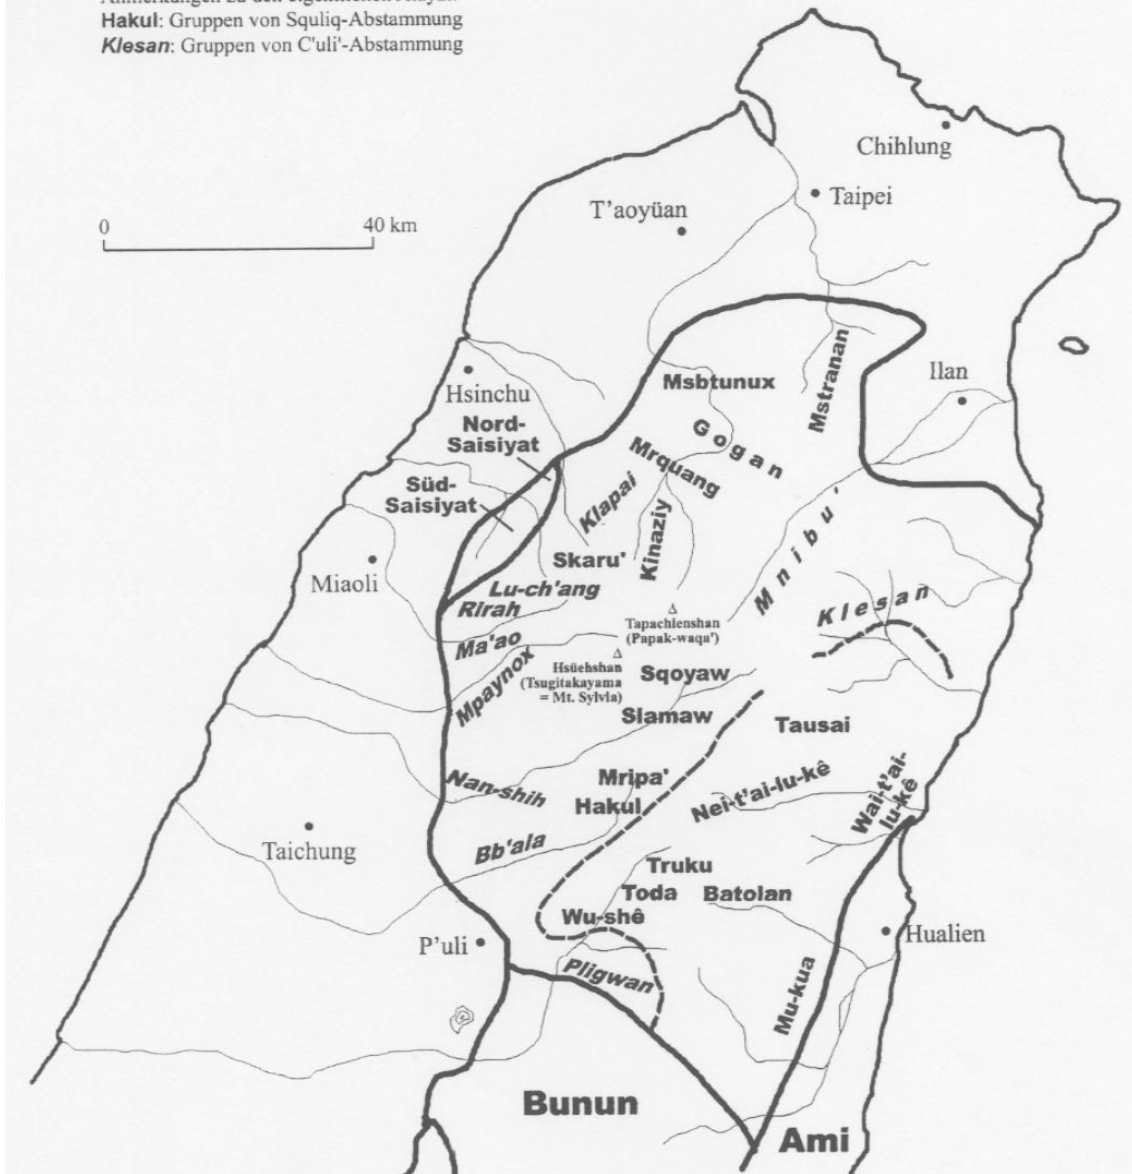 Hakul: Gruppen von Squliq-Abstammung
Klesan: Gruppen von C'uli'-Abstammung
Chihlung
Taipei
T'aoyüan
0 40 km
Ilan
Hsinchu
Msbtunux
Mstranan
Nord-
Saisiyat
Gogan
Mrquang
Süd-
Saisiyat
Klapai
Kinaziy
Mnibu'
Skaru'
Miaoli
Lu-ch'ang
Rirah
Klesan
Δ
Tapachienshan
(Papak-waqa')
Ma'ao
Δ
Hsüehshan
(Tsugitakayama
= Mt. Sylvia)
Mpaynox
Sqoyaw
Slamaw
Tausai
Nan-shih
Mripa'
Hakul
Nei-t'ai-lu-kê
Wai-t'ai-
lu-kê
Taichung
Bb'ala
Truku
Toda
Batolan
Wu-shê
P'uli
Hualien
Pligwan
Mu-kua
Bunun
Ami